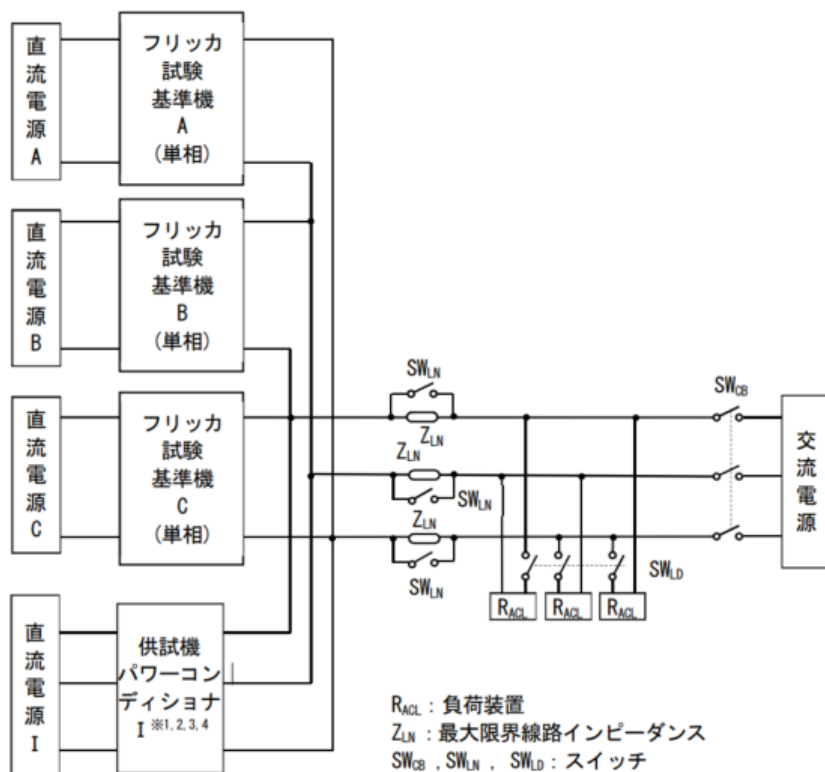 直流電源A
フリッカ
試験
基準機
A
(単相)
直流電源B
フリッカ
試験
基準機
B
(単相)
直流電源C
フリッカ
試験
基準機
C
(単相)
直流電源I
供試機
パワーコン
ディショナ
I ※1,2,3,4
SWLN
ZLN
ZLN
SWLN
ZLN
SWLN
SWCB
交流電源
SWLD
RACL
RACL
RACL
RACL：負荷装置
ZLN：最大限界線路インピーダンス
SWCB，SWLN，SWLD：スイッチ